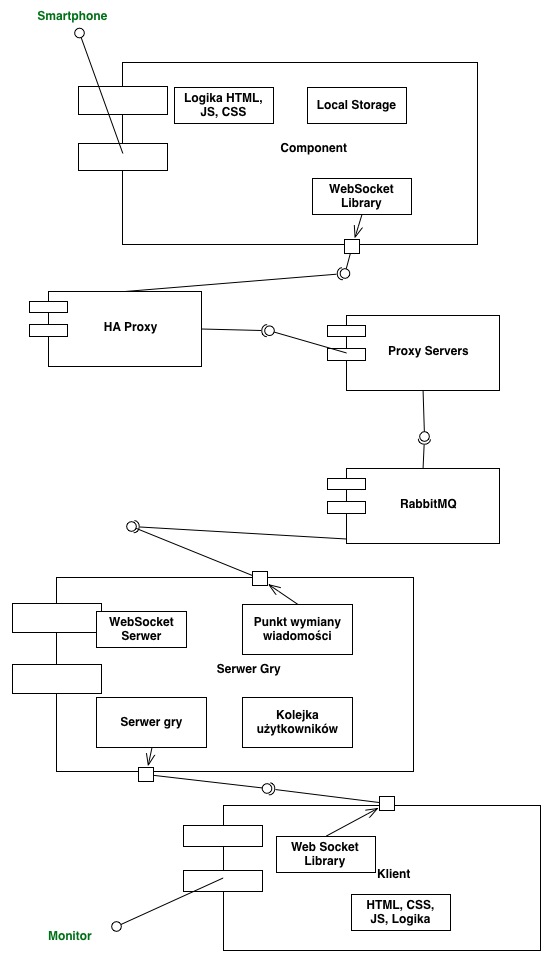 Smartphone
Logika HTML,
JS, CSS
Local Storage
Component
WebSocket
Library
HA Proxy
Proxy Servers
RabbitMQ
WebSocket
Serwer
Punkt wymiany
wiadomości
Serwer Gry
Serwer gry
Kolejka
użytkowników
Web Socket
Library
Klient
HTML, CSS,
JS, Logika
Monitor